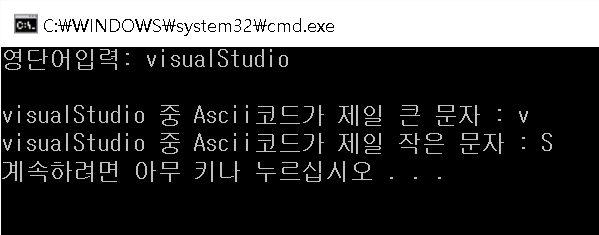 C:₩WINDOWS₩system32₩cmd.exe
영단어입력: visualStudio
visualStudio 중 Ascii코드가 제일 큰 문자 : v
visualStudio 중 Ascii코드가 제일 작은 문자 : S
계속하려면 아무 키나 누르십시오 . . .